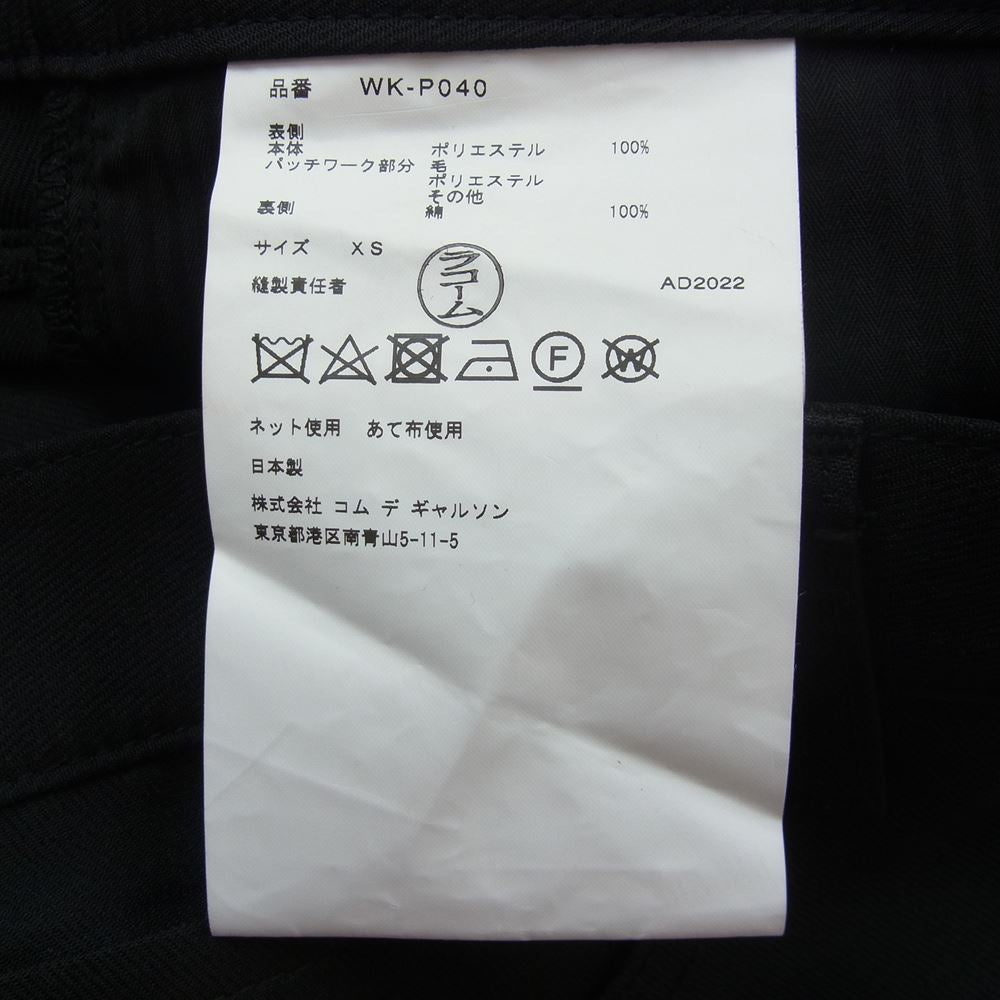 品番 WK-P040
表側
本体 ポリエステル 100%
パッチワーク部分 毛
ポリエステル
その他
裏側 綿 100%
サイズ XS
縫製責任者 ラコーム AD2022
F W
ネット使用 あて布使用
日本製
株式会社 コム デ ギャルソン
東京都港区南青山5-11-5